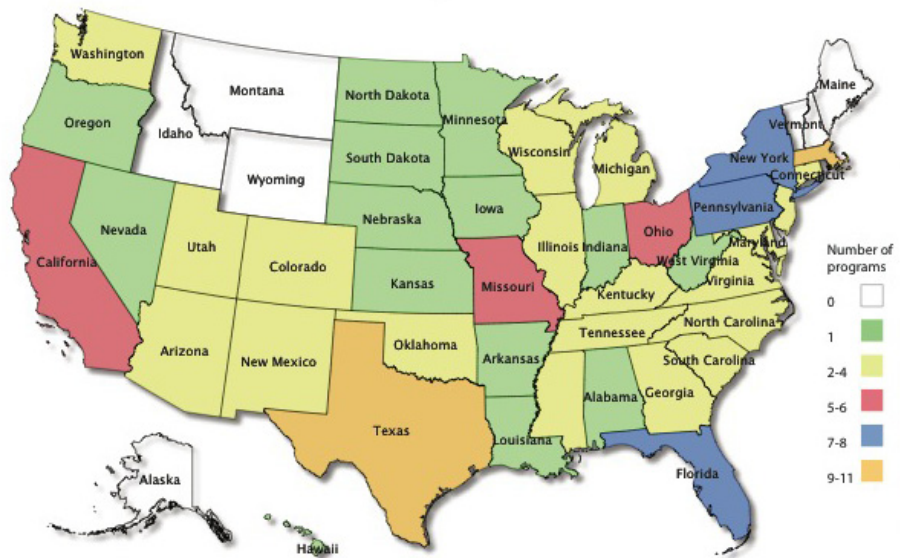 Washington
Maine
Montana
North Dakota
Minnesota
Oregon
Vermont
Idaho
Wisconsin
New York
South Dakota
Michigan
Connecticut
Wyoming
Iowa
Pennsylvania
Nebraska
Nevada
Ohio
Utah
Illinois
Indiana
Maryland
California
Colorado
West Virginia
Number of
programs
Kansas
Missouri
Virginia
Kentucky
0
North Carolina
Tennessee
1
Oklahoma
Arizona
New Mexico
Arkansas
South Carolina
2-4
Alabama
Georgia
5-6
Texas
Louisiana
7-8
Florida
9-11
Alaska
Hawaii